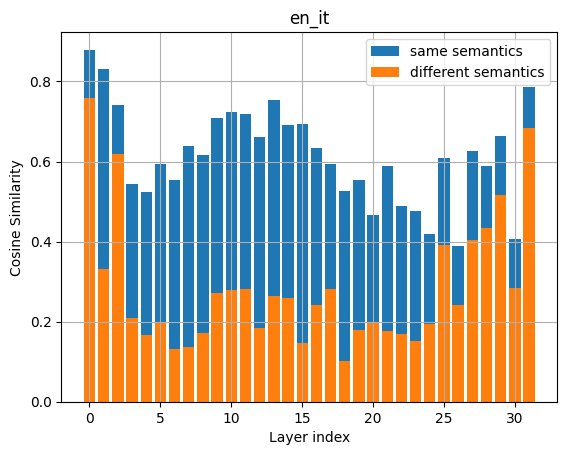 en_it
same semantics
different semantics
Cosine Similarity
0.8
0.6
0.4
0.2
0.0
0 5 10 15 20 25 30
Layer index